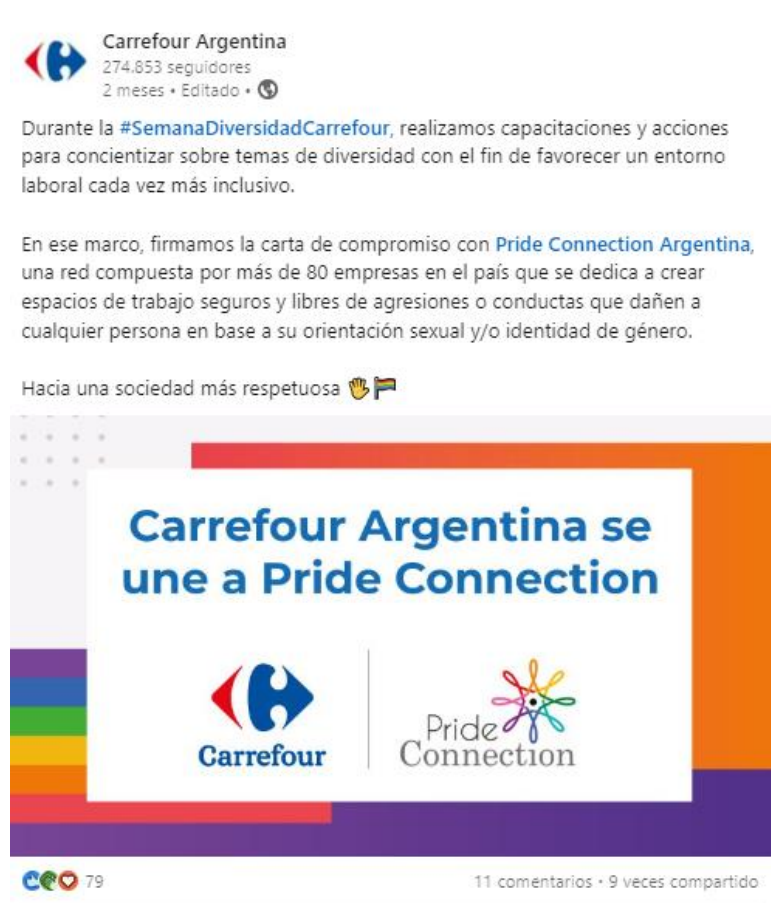 Carrefour Argentina
274.853 seguidores
2 meses • Editado •
Durante la #SemanaDiversidadCarrefour, realizamos capacitaciones y acciones
para concientizar sobre temas de diversidad con el fin de favorecer un entorno
laboral cada vez más inclusivo.
En ese marco, firmamos la carta de compromiso con Pride Connection Argentina,
una red compuesta por más de 80 empresas en el país que se dedica a crear
espacios de trabajo seguros y libres de agresiones o conductas que dañen a
cualquier persona en base a su orientación sexual y/o identidad de género.
Hacia una sociedad más respetuosa 👋🏳️‍🌈
Carrefour Argentina se
une a Pride Connection
Carrefour
Pride
Connection
79
11 comentarios • 9 veces compartido